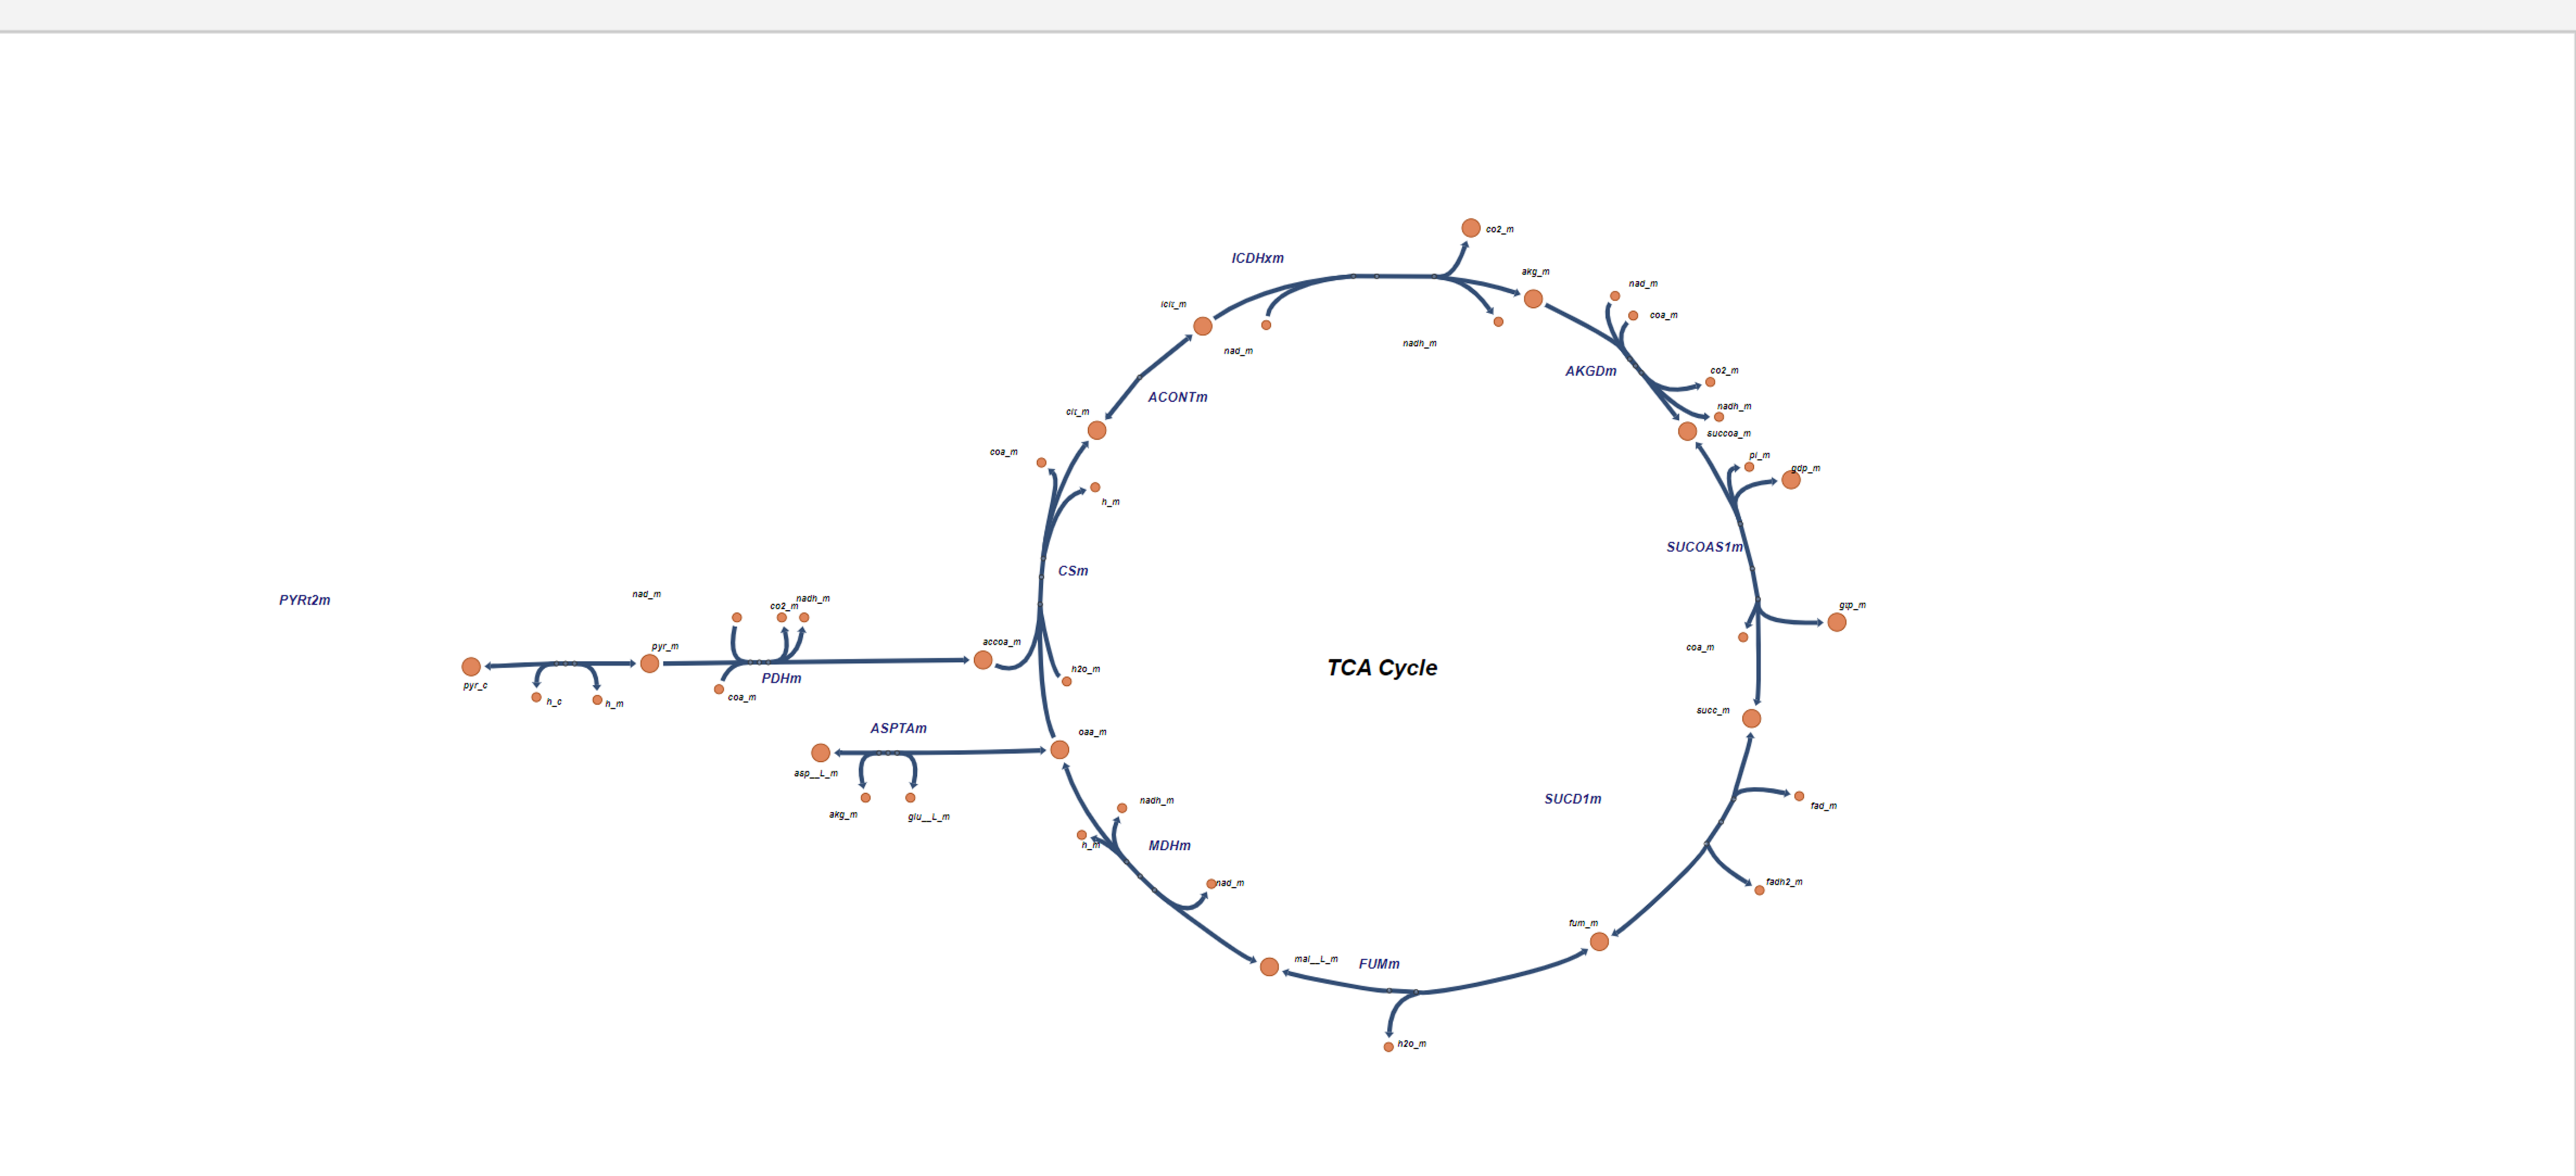 co2_m
ICDHxm
akg_m
nad_m
icit_m
coa_m
nad_m
nadh_m
AKGDm
co2_m
ACONTm
nadh_m
cit_m
succoa_m
coa_m
pi_m
gdp_m
h_m
SUCOAS1m
CSm
PYRt2m
nad_m
co2_m
nadh_m
gtp_m
accoa_m
pyr_m
coa_m
h2o_m
TCA Cycle
PDHm
pyr_c
coa_m
h_c
h_m
succ_m
ASPTAm
oaa_m
asp__L_m
nadh_m
SUCD1m
fad_m
akg_m
glu__L_m
h_m
MDHm
nad_m
fadh2_m
fum_m
mal__L_m
FUMm
h2o_m